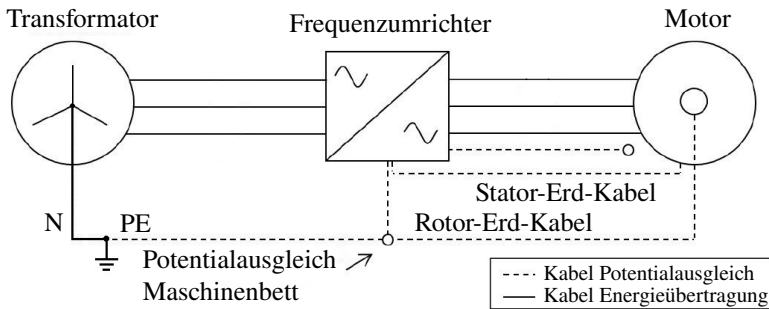 Transformator
Frequenzumrichter
Motor
Stator-Erd-Kabel
N
PE
Rotor-Erd-Kabel
Potentialausgleich
Maschinenbett
Kabel Potentialausgleich
Kabel Energieübertragung